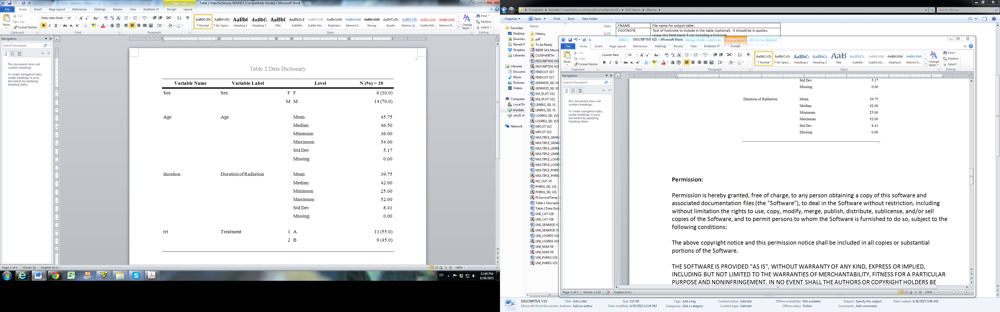 Table Tools
Table 2 Data Dictionary 30JUN15 [Compatibility Mode] - Microsoft Word
File Home Insert Page Layout References Mailings Review View EndNote X7 Design Layout
Cut
Copy
Format Painter
Paste
Times New Roma 10
Clipboard Font Paragraph Styles Editing
¶ Normal ¶ No Spaci... Heading 1 Heading 2 Title Subtitle Subtle Em... Emphasis Intense E... Strong Quote Intense Q... Subtle Ref... Intense R...
Change Styles
Find
Replace
Select
Navigation
Search Document
This document does not
contain headings.
To create navigation tabs,
create headings in your
document by applying
Heading Styles.
1
Table 2 Data Dictionary
Variable Name Variable Label Level N (%) = 20
Sex Sex F F 6 (30.0)
M M 14 (70.0)
Age Age Mean 45.75
Median 46.50
Minimum 36.00
Maximum 54.00
Std Dev 5.17
Missing 0.00
duration Duration of Radiation Mean 39.75
Median 42.00
Minimum 25.00
Maximum 52.00
Std Dev 8.41
Missing 0.00
trt Treatment 1 A 11 (55.0)
2 B 9 (45.0)
Page: 1 of 1 Words: 61 English (U.S.) 140%
EN 12:48 PM
6/30/2015
Computer biostats (\\nasn2acts.cc.emory.edu\winship-ts) (G:) SAS Macro Macros
Search Macros
Organize Open Print Burn New folder
Favorites
Desktop
Downloa
Recent P
Dropbox
Libraries
Libraries
Docume
Music
Pictures
Videos
Computer
Local Dis
biostats
yliu31 (H
Network
Name Date
History 6/25/
pdf
To be Ready
BBISR SAS Macro
COXPHFIRTH
DESCRIPTIVE V15
DESCRIPTIVE V15
FINDCUT V17
FINDCUT V17
GENMOD_SEL V1
GENMOD_SEL V1
KM_PLOT V22
KM_PLOT V22
LINREG_SEL V1
LINREG_SEL V1
LOGREG_SEL V13
LOGREG_SEL V13
MPLOT V13
MPLOT V13
MULTIPLE_GENM
MULTIPLE_GENM
MULTIPLE_LINRE
MULTIPLE_LINRE
MULTIPLE_LOGR
MULTIPLE_LOGR
MULTIPLE_PHRE
MULTIPLE_PHRE
NO_OUT V5
PHREG_SEL V21
PHREG_SEL V21
PLSurvivalTemp
Table 1 Descripti
Table 2 Data Dict
UNI_CAT V29
UNI_CAT V29
UNI_GENMOD V7
UNI_GENMOD V7
UNI_LOGREG V14
UNI_LOGREG V14
UNI_NUM V9
UNI_NUM V9
UNI_PHREG V25
UNI_PHREG V25
FNAME File name for output table.
FOOTNOTE Text of footnote to include in the table (optional). It should be in quotes.
Leave this field blank if not including a footnote.
DESCRIPTIVE V15 - Microsoft Word
Drawing Tools
File Home Insert Page Layout References Mailings Review View EndNote X7 Format
Cut
Copy
Format Painter
Paste
Courier New 10
Clipboard Font Paragraph Styles Editing
¶ Normal ¶ No Spaci... Heading 1 Heading 2 Title Subtitle Subtle Em... Emphasis Intense E...
Change Styles
Find
Replace
Select
Navigation
Search Document
This document does not
contain headings.
To create navigation tabs,
create headings in your
document by applying
Heading Styles.
Std Dev 5.17
Missing 0.00
Duration of Radiation Mean 39.75
Median 42.00
Minimum 25.00
Maximum 52.00
Std Dev 8.41
Missing 0.00
Permission:
Permission is hereby granted, free of charge, to any person obtaining a copy of this software and
associated documentation files (the "Software"), to deal in the Software without restriction, including
without limitation the rights to use, copy, modify, merge, publish, distribute, sublicense, and/or sell
copies of the Software, and to permit persons to whom the Software is furnished to do so, subject to the
following conditions:
The above copyright notice and this permission notice shall be included in all copies or substantial
portions of the Software.
THE SOFTWARE IS PROVIDED "AS IS", WITHOUT WARRANTY OF ANY KIND, EXPRESS OR IMPLIED,
INCLUDING BUT NOT LIMITED TO THE WARRANTIES OF MERCHANTABILITY, FITNESS FOR A PARTICULAR
PURPOSE AND NONINFRINGEMENT. IN NO EVENT SHALL THE AUTHORS OR COPYRIGHT HOLDERS BE
Page: 3 of 5 Words: 1,133 English (U.S.) 170%
DESCRIPTIVE V15 Title: Add a title Size: 115 KB Tags: Add a tag Content status: Add text Offline availability: Not available Subject: Specify the subject Date created: 6/26/2015 5:06 AM
Microsoft Word Document Authors: Add an author Date modified: 6/30/2015 12:24 PM Categories: Add a category Content type: Add text Offline status: Online Comments: Add comments